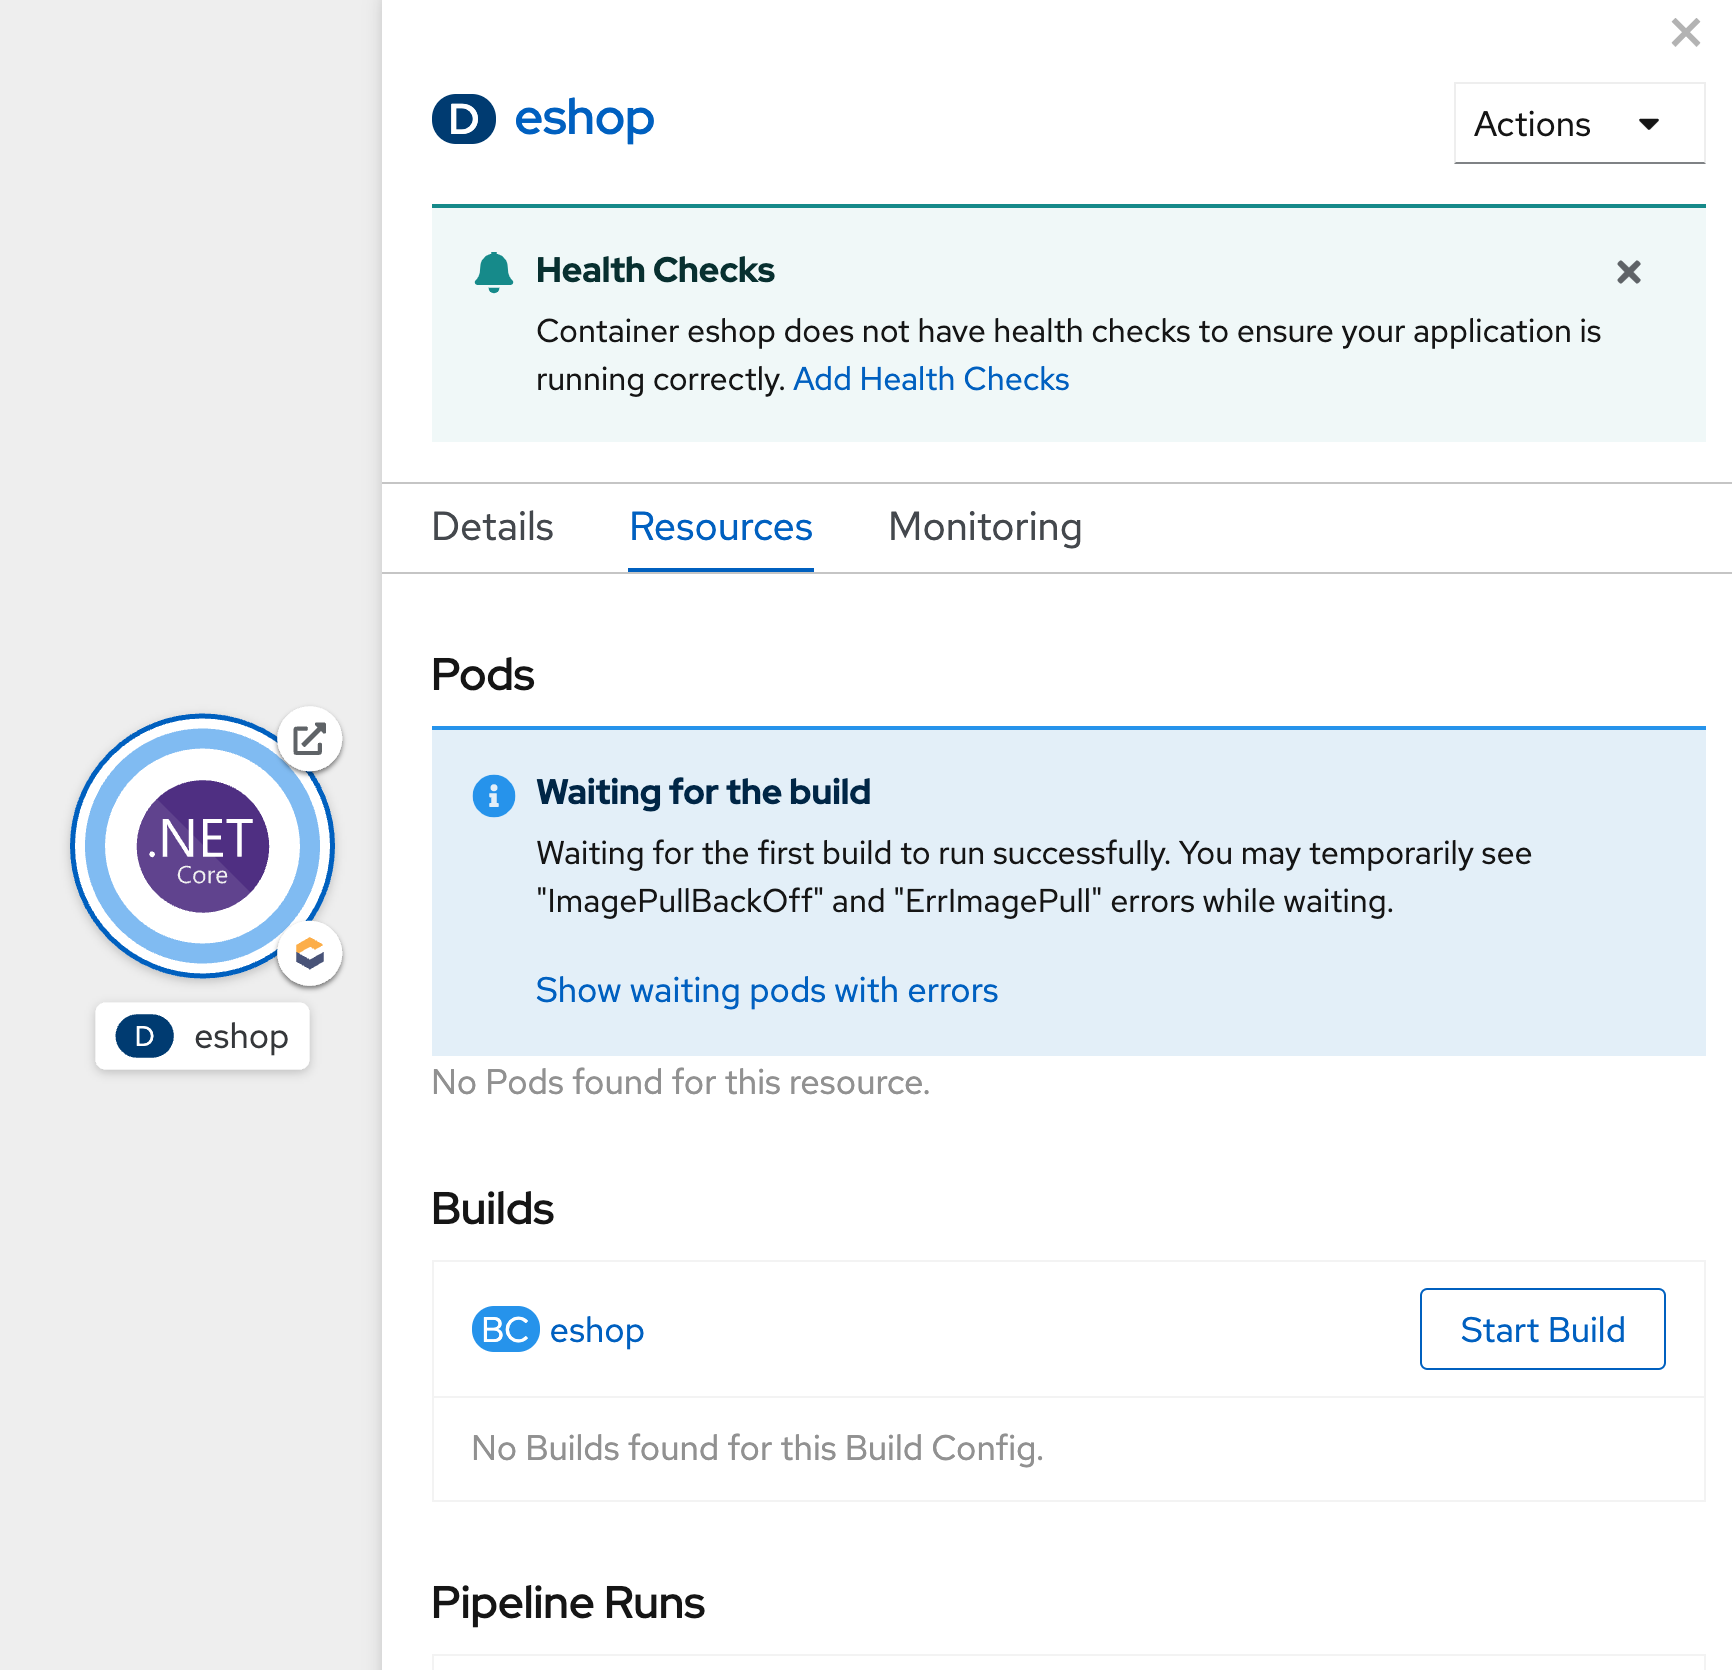 D eshop
Actions
Health Checks
Container eshop does not have health checks to ensure your application is
running correctly. Add Health Checks
Details Resources Monitoring
Pods
Waiting for the build
Waiting for the first build to run successfully. You may temporarily see
"ImagePullBackOff" and "ErrImagePull" errors while waiting.
Show waiting pods with errors
No Pods found for this resource.
Builds
BC eshop
Start Build
No Builds found for this Build Config.
Pipeline Runs
.NET
Core
D eshop